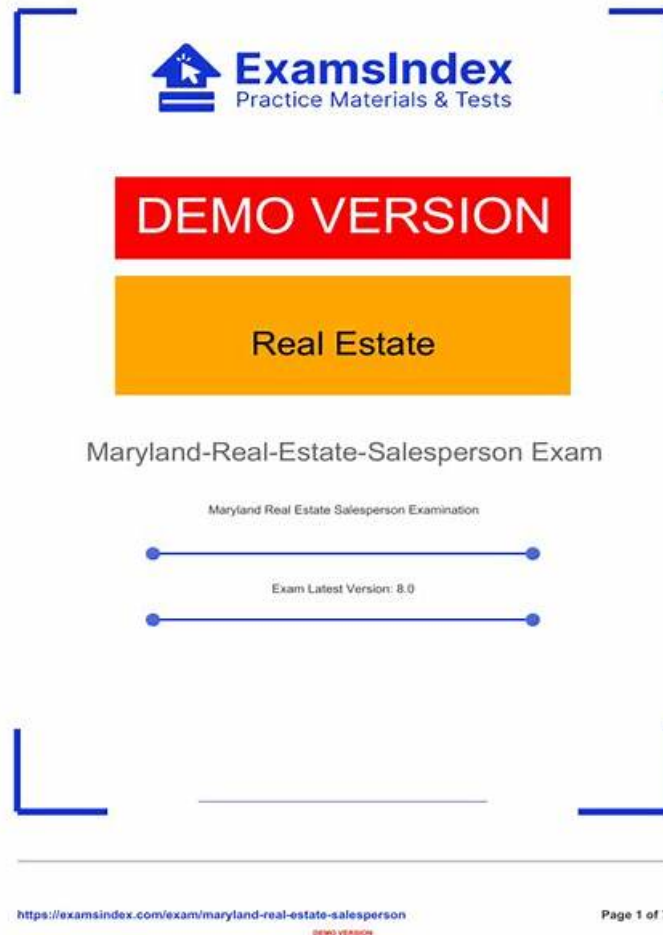 ExamsIndex
Practice Materials & Tests
DEMO VERSION
Real Estate
Maryland-Real-Estate-Salesperson Exam
Maryland Real Estate Salesperson Examination
Exam Latest Version: 8.0
https://examsindex.com/exam/maryland-real-estate-salesperson Page 1 of 7
DEMO VERSION